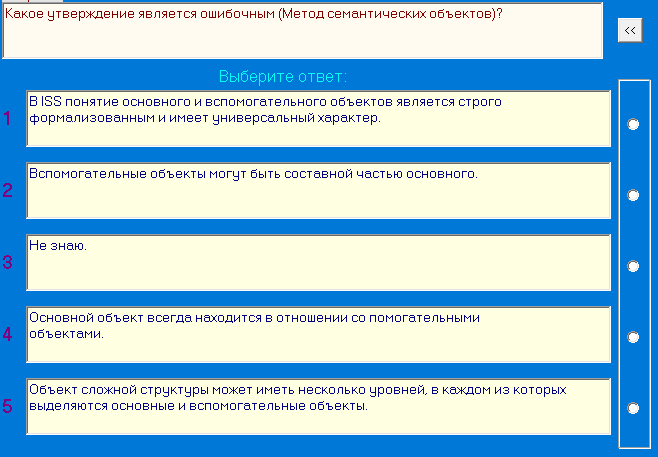 Какое утверждение является ошибочным (Метод семантических объектов)?
<<
Выберите ответ:
1
В ISS понятие основного и вспомогательного объектов является строго
формализованным и имеет универсальный характер.
2
Вспомогательные объекты могут быть составной частью основного.
3
Не знаю.
4
Основной объект всегда находится в отношении со помогательными
объектами.
5
Объект сложной структуры может иметь несколько уровней, в каждом из которых
выделяются основные и вспомогательные объекты.